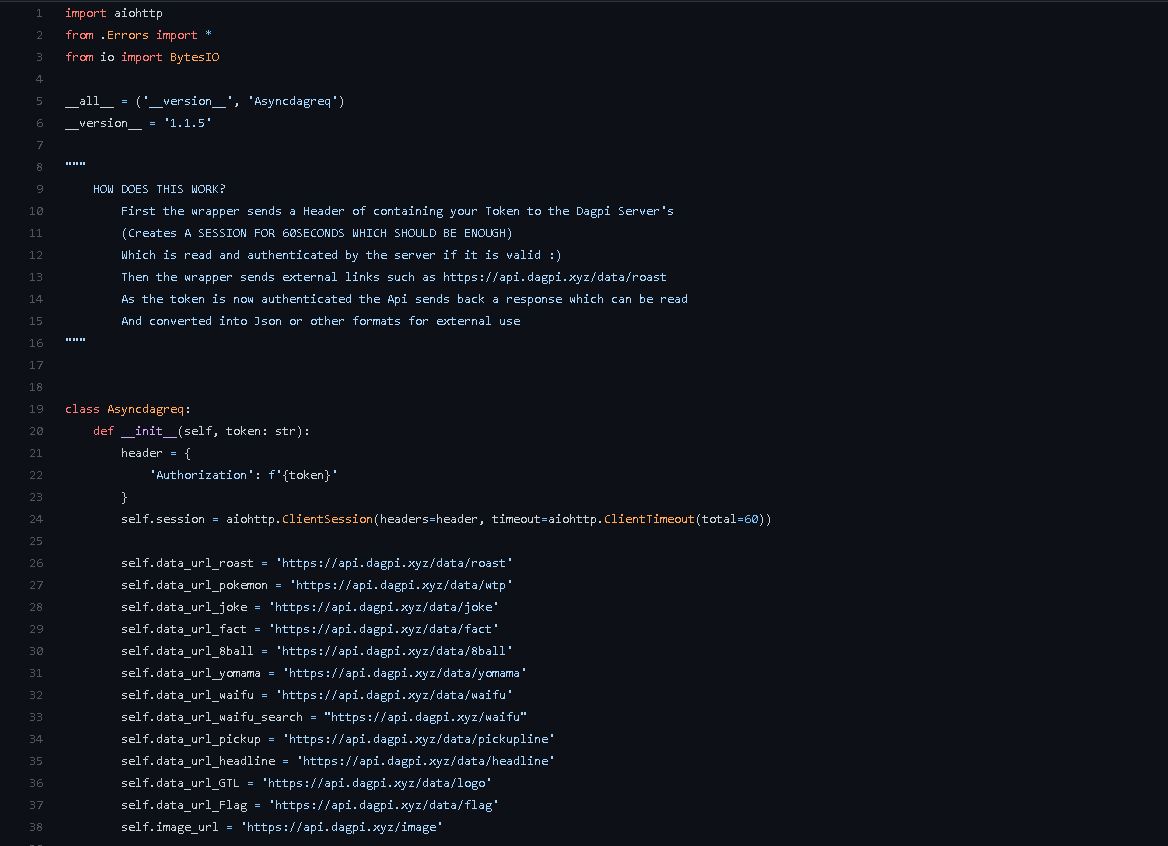 1 import aiohttp
2 from .Errors import *
3 from io import BytesIO
4
5 __all__ = ('__version__', 'Asyncdagreq')
6 __version__ = '1.1.5'
7
8 """
9     HOW DOES THIS WORK?
10         First the wrapper sends a Header of containing your Token to the Dagpi Server's
11         (Creates A SESSION FOR 60SECONDS WHICH SHOULD BE ENOUGH)
12         Which is read and authenticated by the server if it is valid :)
13         Then the wrapper sends external links such as https://api.dagpi.xyz/data/roast
14         As the token is now authenticated the Api sends back a response which can be read
15         And converted into Json or other formats for external use
16 """
17
18
19 class Asyncdagreq:
20     def __init__(self, token: str):
21         header = {
22             'Authorization': f'{token}'
23         }
24         self.session = aiohttp.ClientSession(headers=header, timeout=aiohttp.ClientTimeout(total=60))
25
26         self.data_url_roast = 'https://api.dagpi.xyz/data/roast'
27         self.data_url_pokemon = 'https://api.dagpi.xyz/data/wtp'
28         self.data_url_joke = 'https://api.dagpi.xyz/data/joke'
29         self.data_url_fact = 'https://api.dagpi.xyz/data/fact'
30         self.data_url_8ball = 'https://api.dagpi.xyz/data/8ball'
31         self.data_url_yomama = 'https://api.dagpi.xyz/data/yomama'
32         self.data_url_waifu = 'https://api.dagpi.xyz/data/waifu'
33         self.data_url_waifu_search = "https://api.dagpi.xyz/waifu"
34         self.data_url_pickup = 'https://api.dagpi.xyz/data/pickupline'
35         self.data_url_headline = 'https://api.dagpi.xyz/data/headline'
36         self.data_url_GTL = 'https://api.dagpi.xyz/data/logo'
37         self.data_url_Flag = 'https://api.dagpi.xyz/data/flag'
38         self.image_url = 'https://api.dagpi.xyz/image'